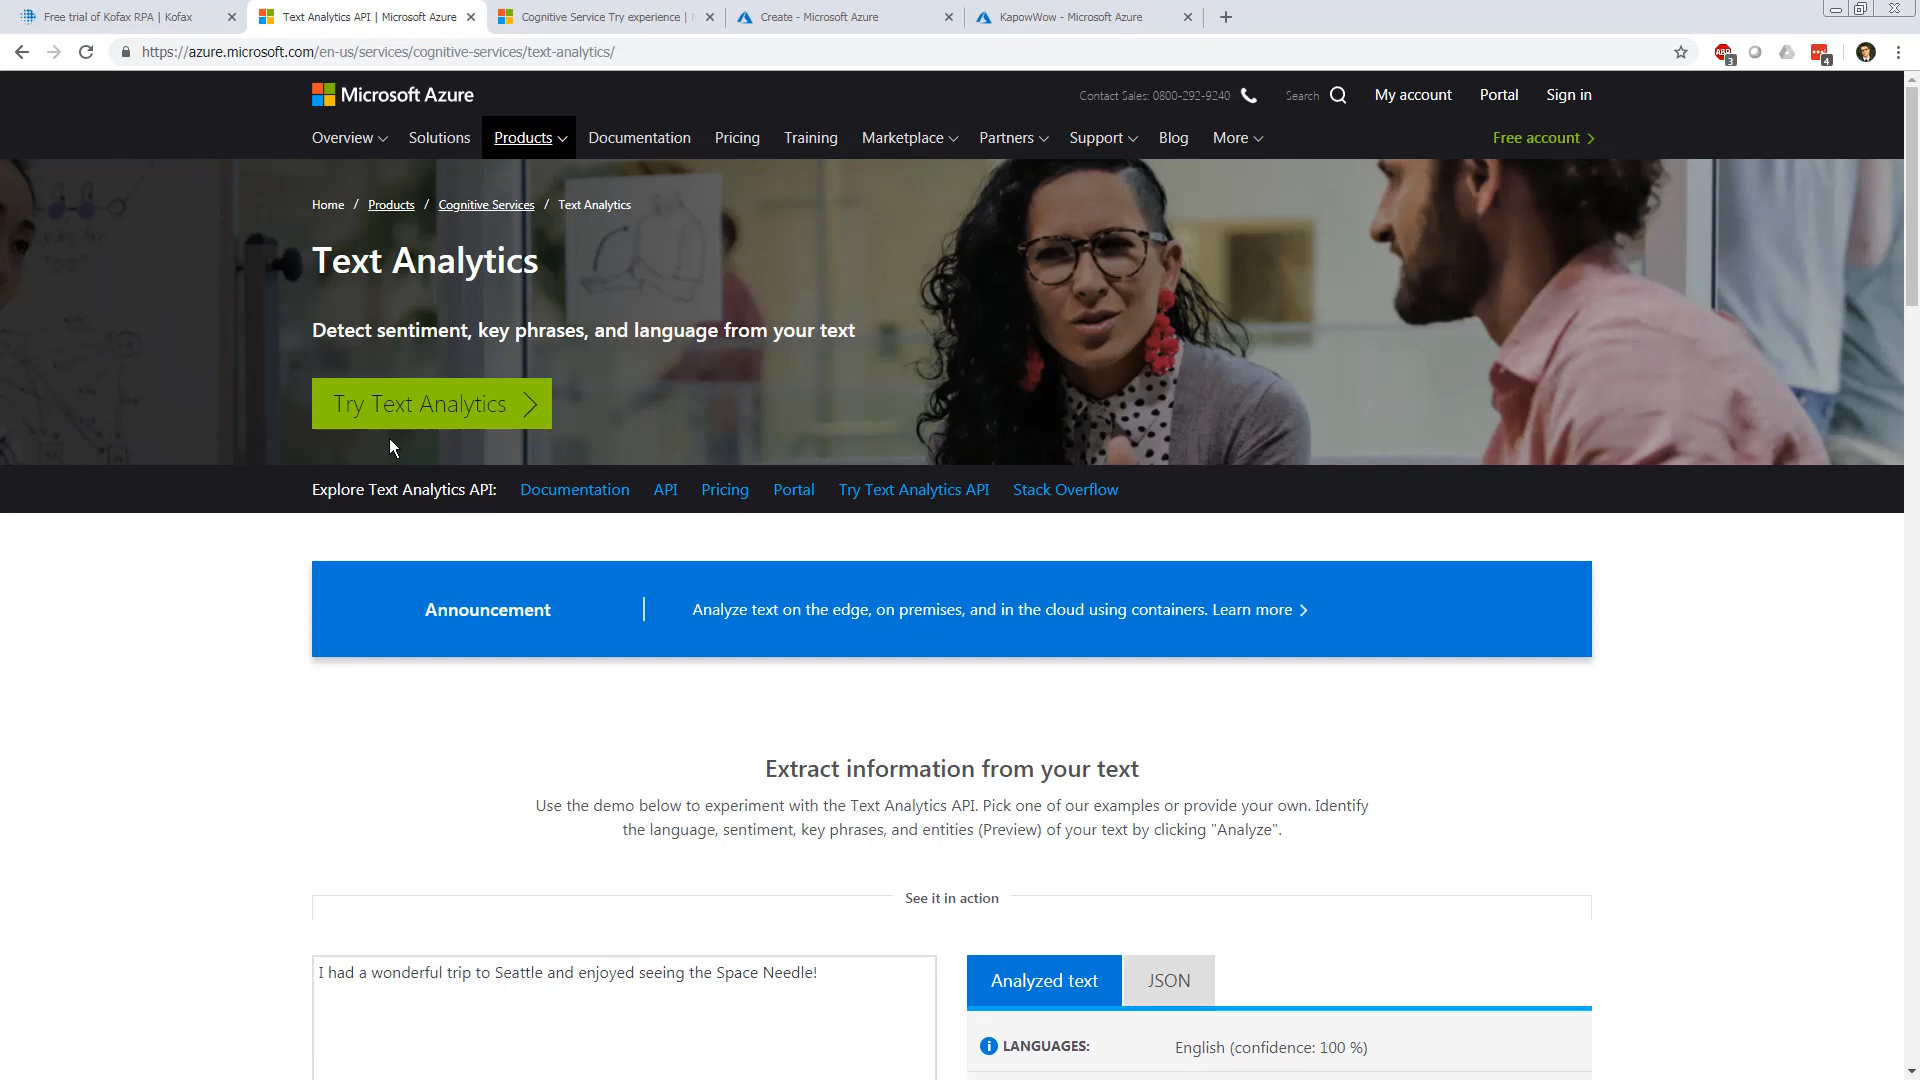 Free trial of Kofax RPA | Kofax
Text Analytics API | Microsoft Azure
Cognitive Service Try experience |
Create - Microsoft Azure
KapowWow - Microsoft Azure
https://azure.microsoft.com/en-us/services/cognitive-services/text-analytics/
ABP
3
4
Microsoft Azure
Contact Sales: 0800-292-9240
Search
My account
Portal
Sign in
Overview
Solutions
Products
Documentation
Pricing
Training
Marketplace
Partners
Support
Blog
More
Free account
Home / Products / Cognitive Services / Text Analytics
Text Analytics
Detect sentiment, key phrases, and language from your text
Try Text Analytics
Explore Text Analytics API: Documentation API Pricing Portal Try Text Analytics API Stack Overflow
Announcement
Analyze text on the edge, on premises, and in the cloud using containers. Learn more
Extract information from your text
Use the demo below to experiment with the Text Analytics API. Pick one of our examples or provide your own. Identify
the language, sentiment, key phrases, and entities (Preview) of your text by clicking "Analyze".
See it in action
I had a wonderful trip to Seattle and enjoyed seeing the Space Needle!
Analyzed text
JSON
LANGUAGES:
English (confidence: 100 %)